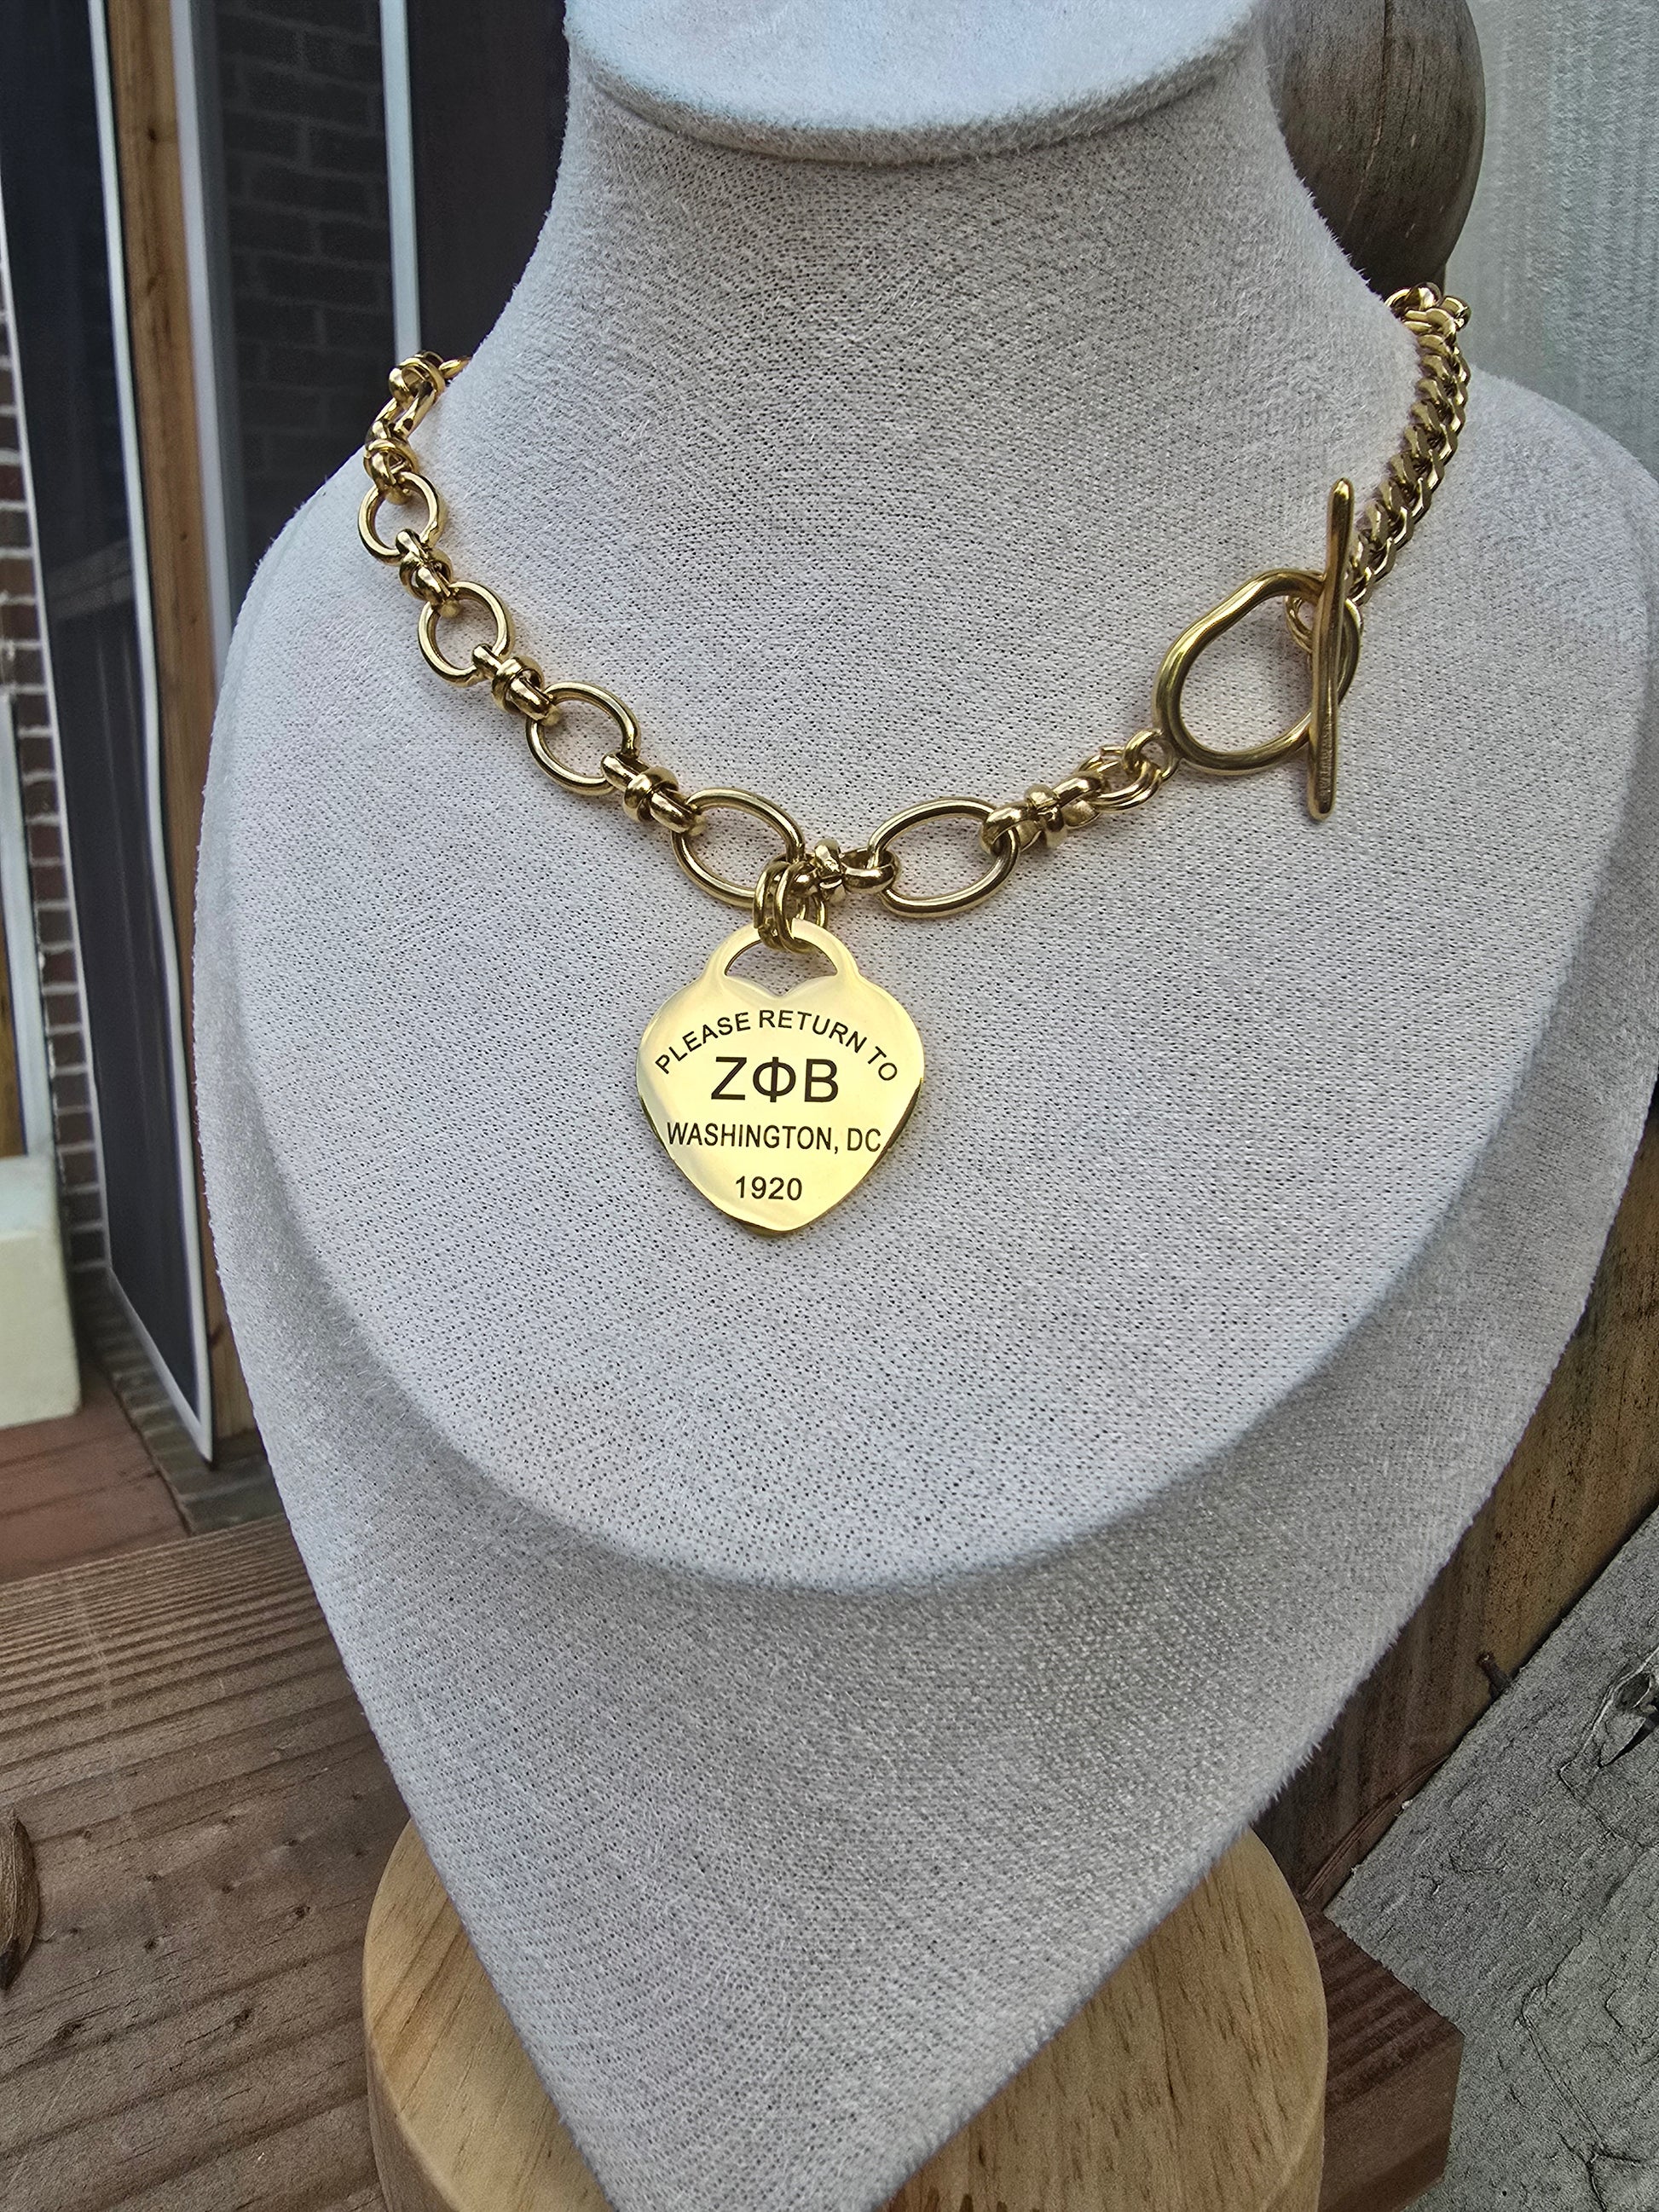 PLEASE RETURN TO
ΖΦΒ
WASHINGTON, DC
1920